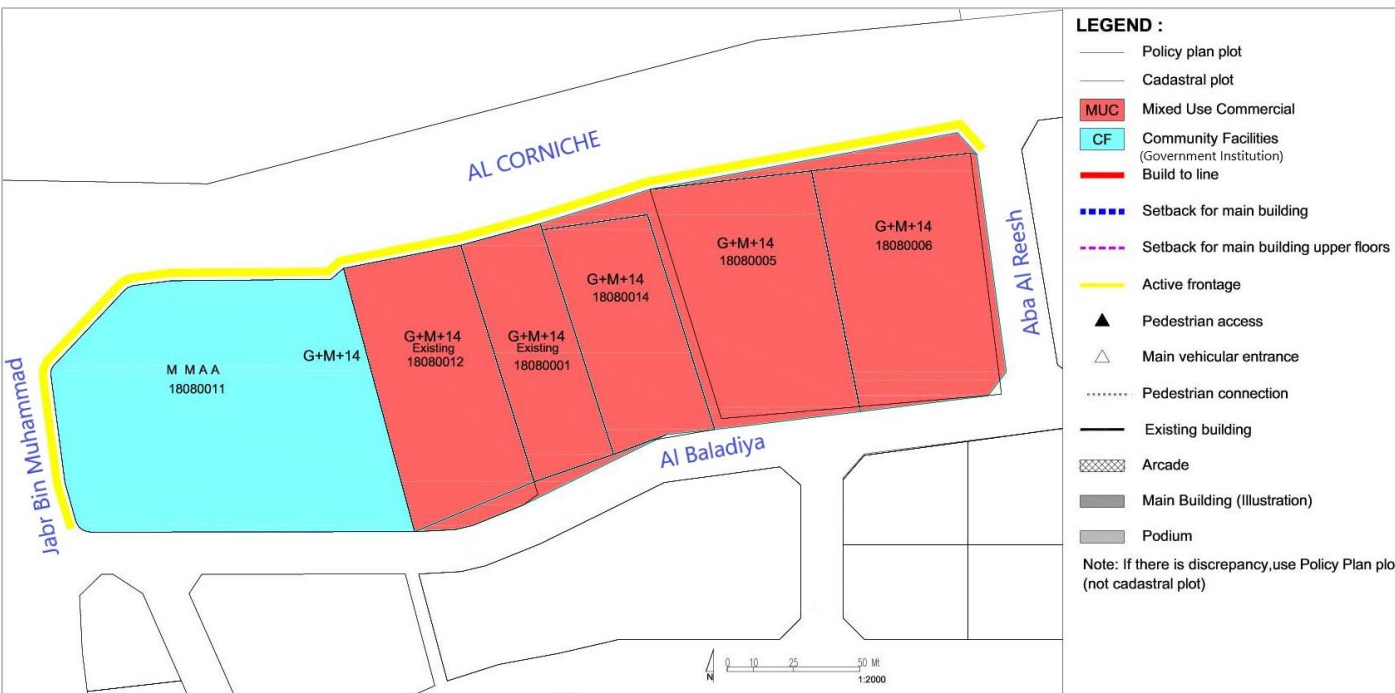 AL CORNICHE
Aba Al Reesh
Al Baladiya
Jabr Bin Muhammad
M M A A
18080011
G+M+14
G+M+14
Existing
18080012
G+M+14
Existing
18080001
G+M+14
18080014
G+M+14
18080005
G+M+14
18080006
N
0 10 25 50 Mt
1:2000
LEGEND :
Policy plan plot
Cadastral plot
MUC Mixed Use Commercial
CF Community Facilities
(Government Institution)
Build to line
Setback for main building
Setback for main building upper floors
Active frontage
Pedestrian access
Main vehicular entrance
Pedestrian connection
Existing building
Arcade
Main Building (Illustration)
Podium
Note: If there is discrepancy,use Policy Plan plo
(not cadastral plot)